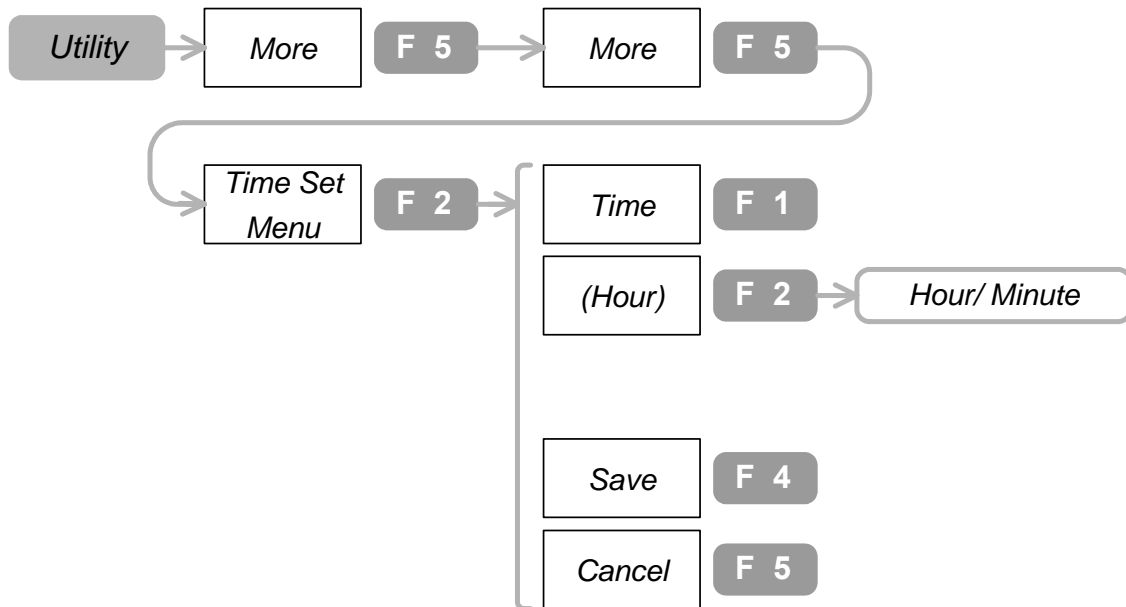 Utility
More
F 5
More
F 5
Time Set
Menu
F 2
Time
F 1
(Hour)
F 2
Hour/ Minute
Save
F 4
Cancel
F 5